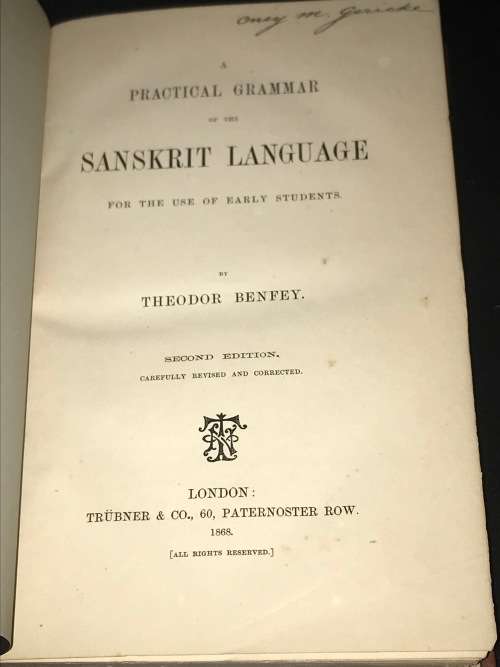 A
PRACTICAL GRAMMAR
OF THE
SANSKRIT LANGUAGE
FOR THE USE OF EARLY STUDENTS.
BY
THEODOR BENFEY.
SECOND EDITION,
CAREFULLY REVISED AND CORRECTED.
LONDON:
TRÜBNER & CO., 60, PATERNOSTER ROW.
1868.
[ALL RIGHTS RESERVED.]